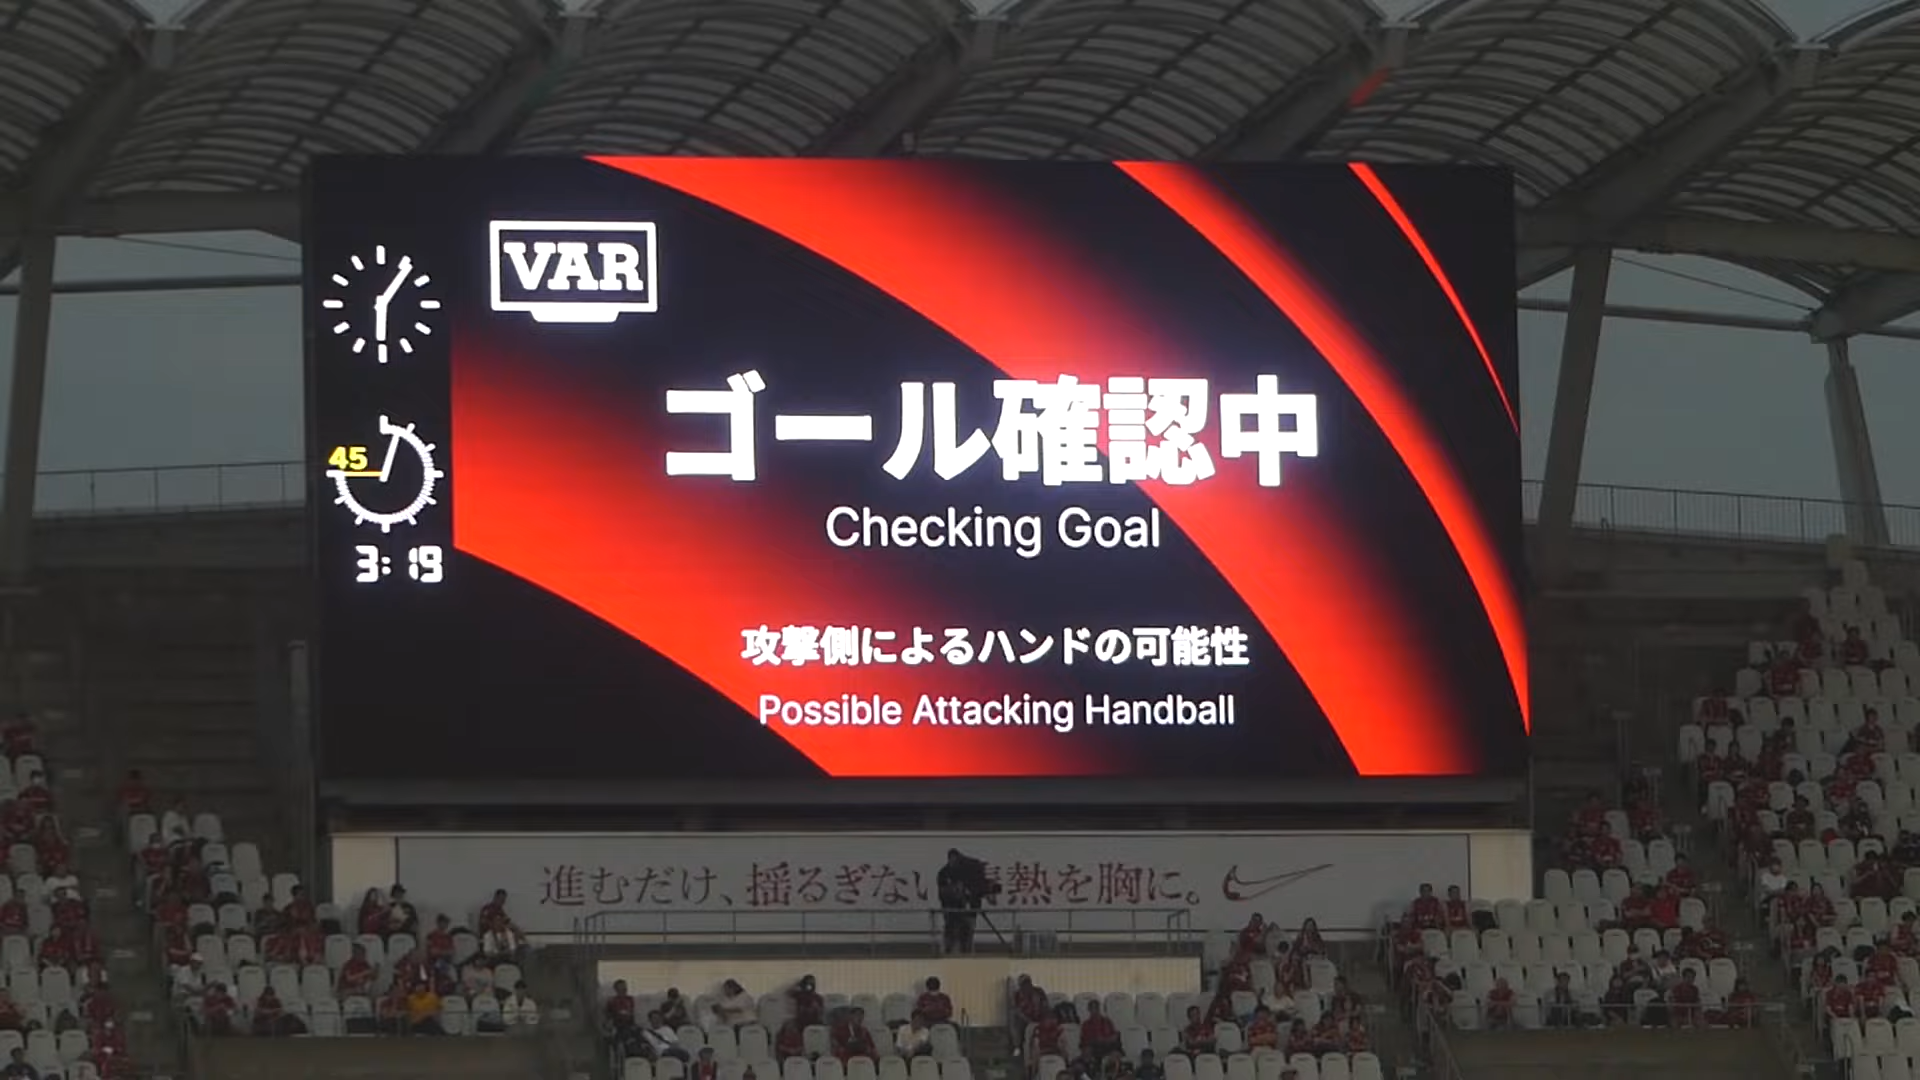 VAR
ゴール確認中
Checking Goal
45
3:19
攻撃側によるハンドの可能性
Possible Attacking Handball
進むだけ、揺るぎない 熱を胸に。